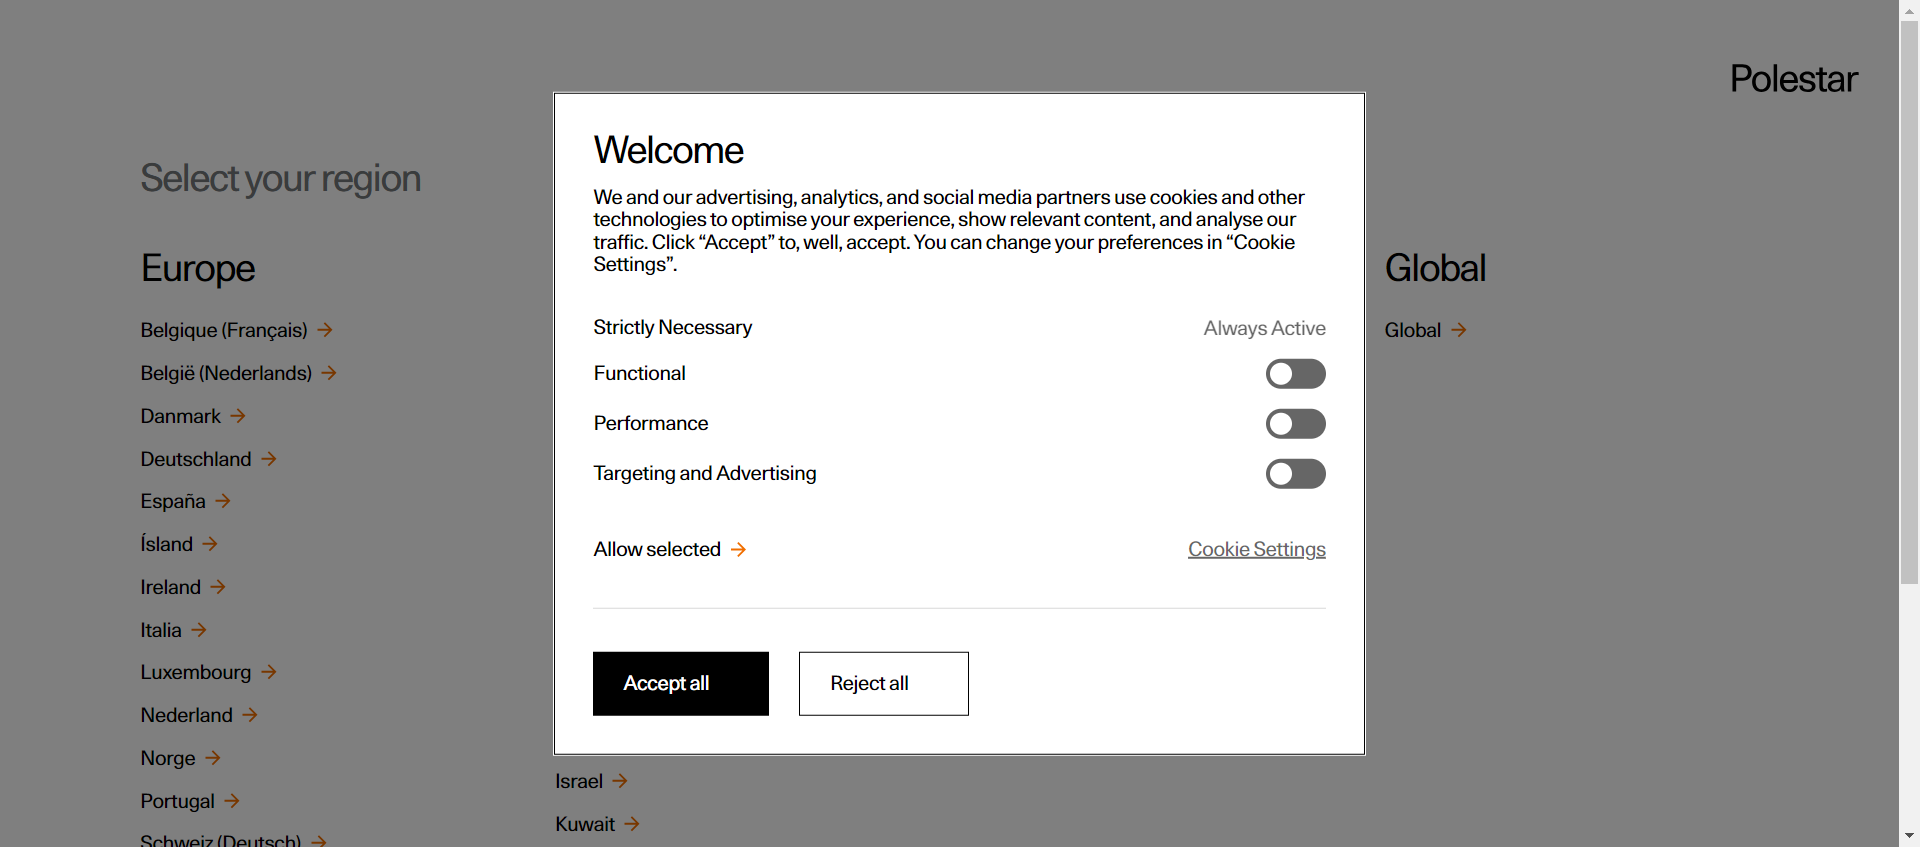 Polestar
Select your region
Europe
Belgique (Français)
België (Nederlands)
Danmark
Deutschland
España
Ísland
Ireland
Italia
Luxembourg
Nederland
Norge
Portugal
Schweiz (Deutsch)
Welcome
We and our advertising, analytics, and social media partners use cookies and other
technologies to optimise your experience, show relevant content, and analyse our
traffic. Click “Accept” to, well, accept. You can change your preferences in “Cookie
Settings”.
Strictly Necessary Always Active
Functional
Performance
Targeting and Advertising
Allow selected Cookie Settings
Accept all Reject all
Israel
Kuwait
Global
Global